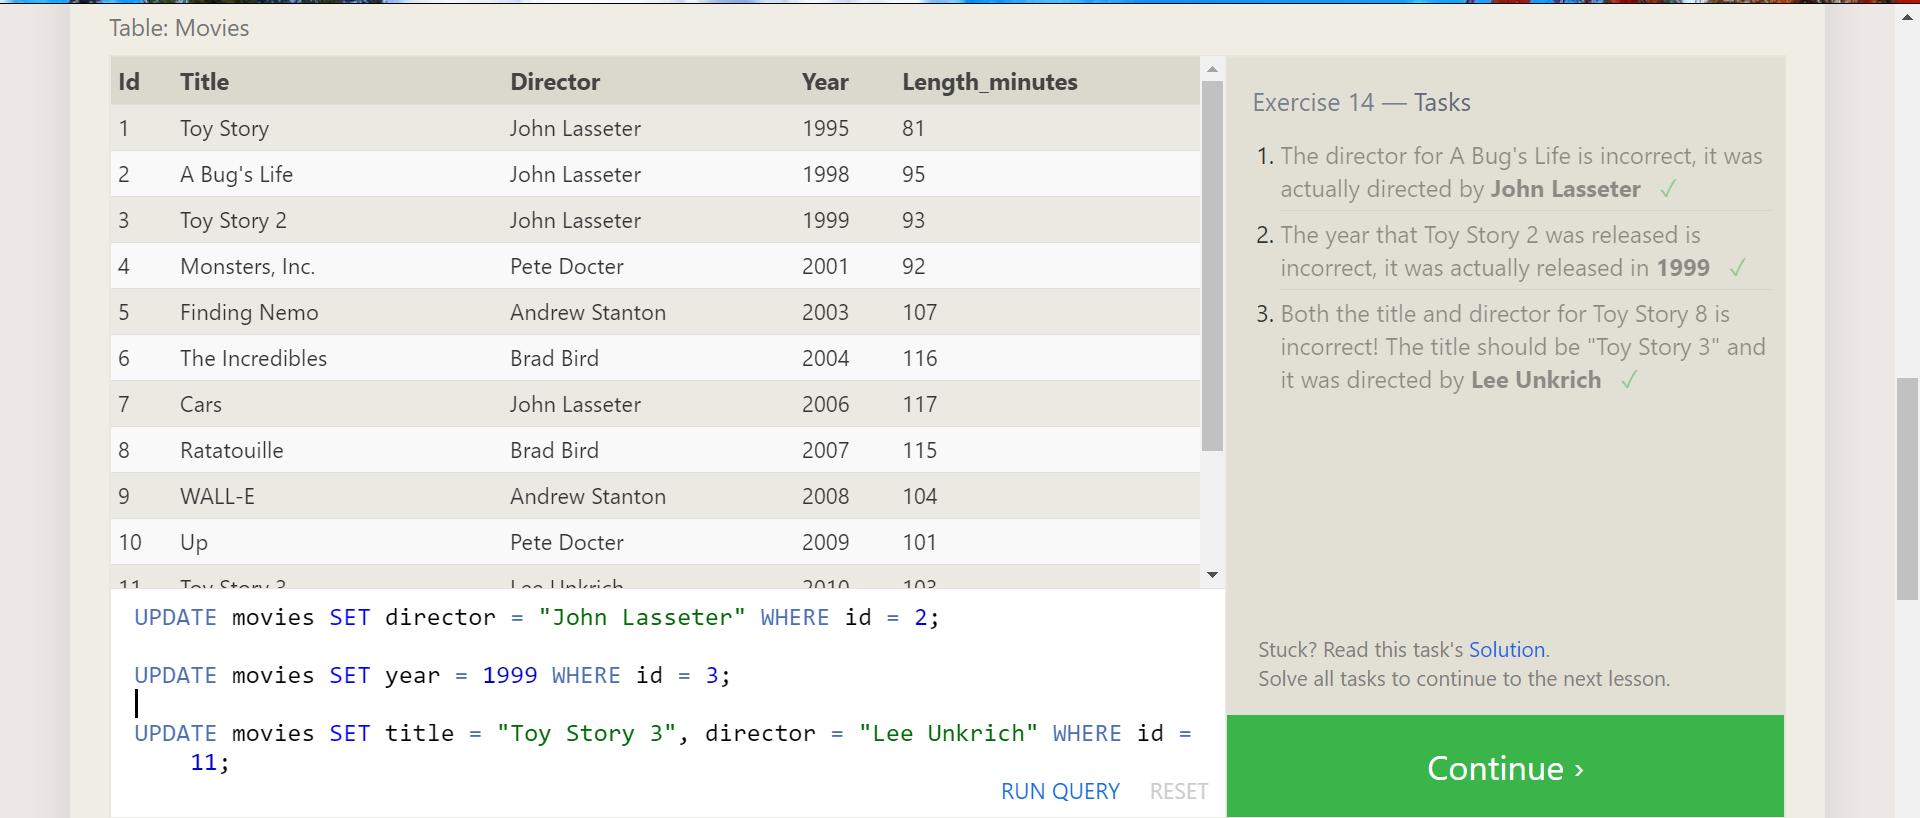 Table: Movies
Id Title Director Year Length_minutes
1 Toy Story John Lasseter 1995 81
2 A Bug's Life John Lasseter 1998 95
3 Toy Story 2 John Lasseter 1999 93
4 Monsters, Inc. Pete Docter 2001 92
5 Finding Nemo Andrew Stanton 2003 107
6 The Incredibles Brad Bird 2004 116
7 Cars John Lasseter 2006 117
8 Ratatouille Brad Bird 2007 115
9 WALL-E Andrew Stanton 2008 104
10 Up Pete Docter 2009 101
11 Toy Story 3 Lee Unkrich 2010 103
UPDATE movies SET director = "John Lasseter" WHERE id = 2;
UPDATE movies SET year = 1999 WHERE id = 3;
UPDATE movies SET title = "Toy Story 3", director = "Lee Unkrich" WHERE id =
11;
RUN QUERY RESET
Exercise 14 — Tasks
1. The director for A Bug's Life is incorrect, it was
actually directed by John Lasseter ✓
2. The year that Toy Story 2 was released is
incorrect, it was actually released in 1999 ✓
3. Both the title and director for Toy Story 8 is
incorrect! The title should be "Toy Story 3" and
it was directed by Lee Unkrich ✓
Stuck? Read this task's Solution.
Solve all tasks to continue to the next lesson.
Continue ›